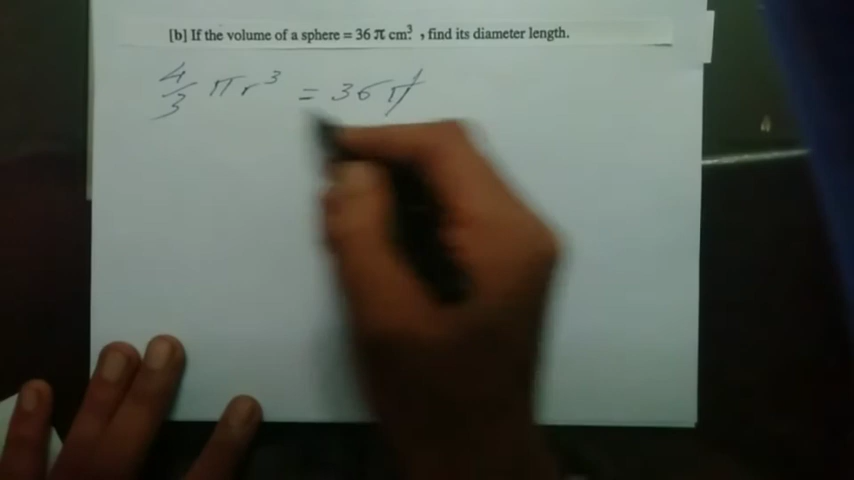 [b] If the volume of a sphere = 36 π cm³ , find its diameter length.
4/3 π r³ = 36 π